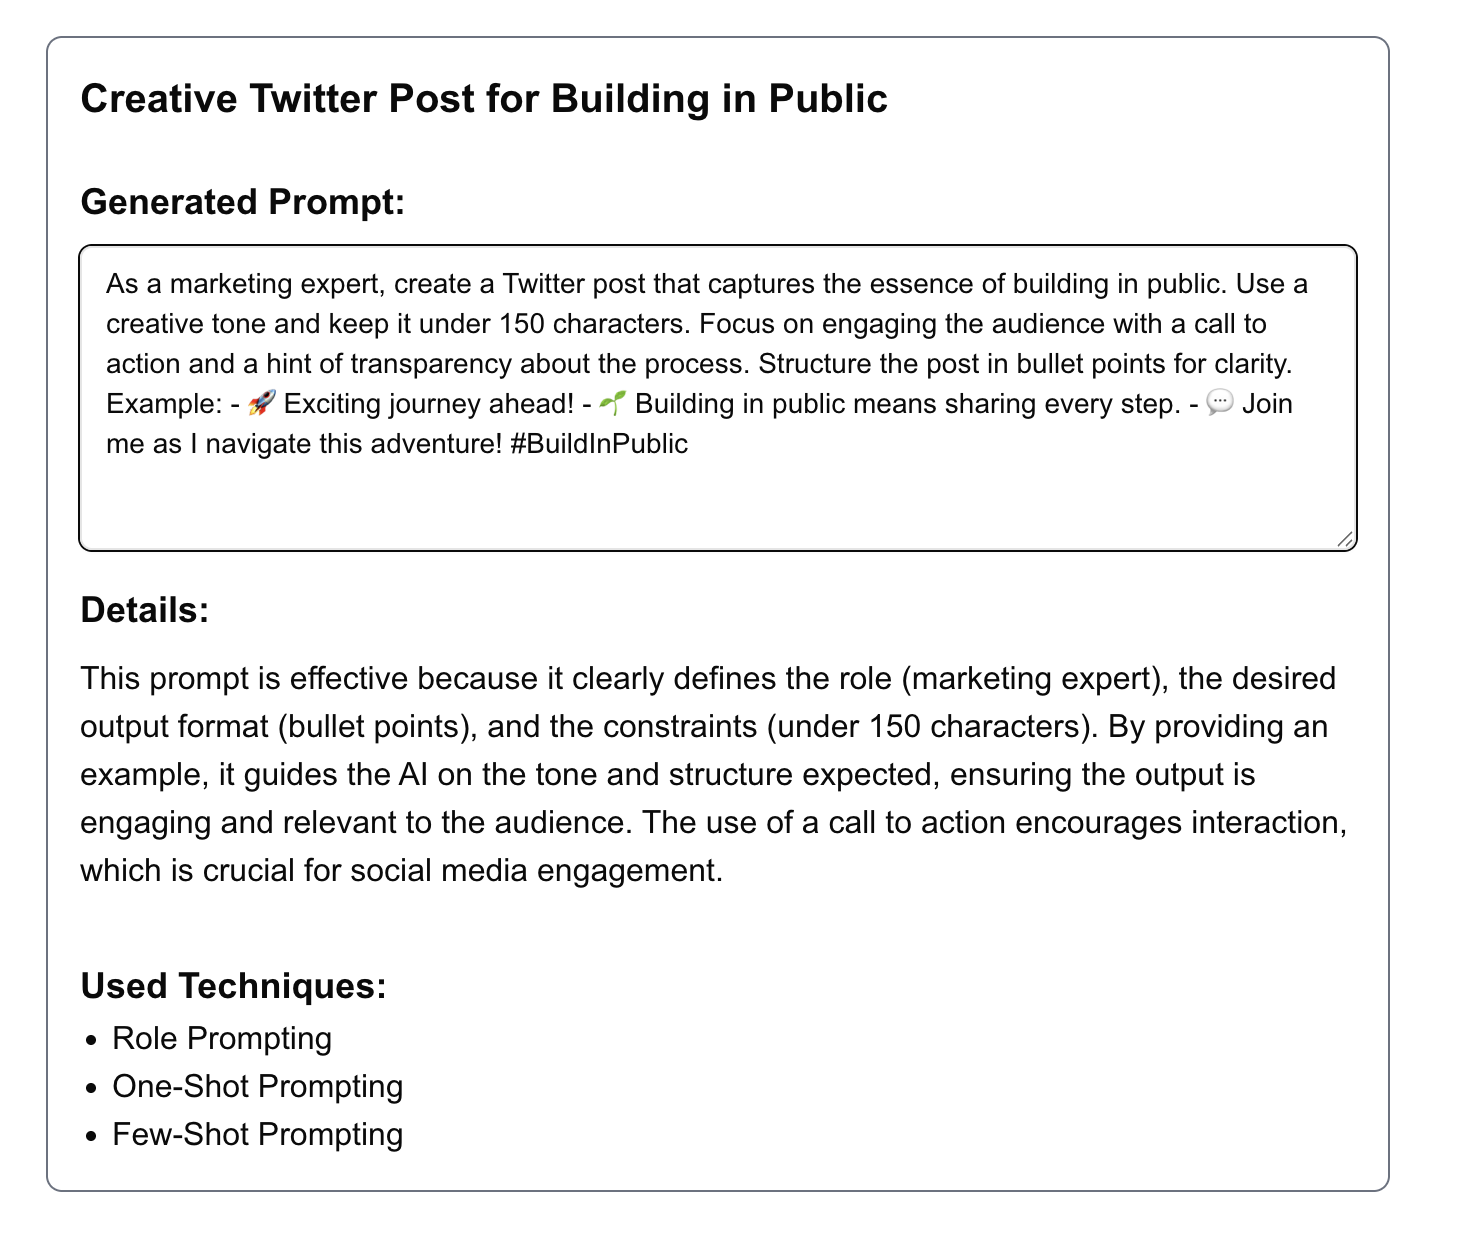 Creative Twitter Post for Building in Public
Generated Prompt:
As a marketing expert, create a Twitter post that captures the essence of building in public. Use a
creative tone and keep it under 150 characters. Focus on engaging the audience with a call to
action and a hint of transparency about the process. Structure the post in bullet points for clarity.
Example: - 🚀 Exciting journey ahead! - 🌱 Building in public means sharing every step. - 💬 Join
me as I navigate this adventure! #BuildInPublic
Details:
This prompt is effective because it clearly defines the role (marketing expert), the desired
output format (bullet points), and the constraints (under 150 characters). By providing an
example, it guides the AI on the tone and structure expected, ensuring the output is
engaging and relevant to the audience. The use of a call to action encourages interaction,
which is crucial for social media engagement.
Used Techniques:
• Role Prompting
• One-Shot Prompting
• Few-Shot Prompting